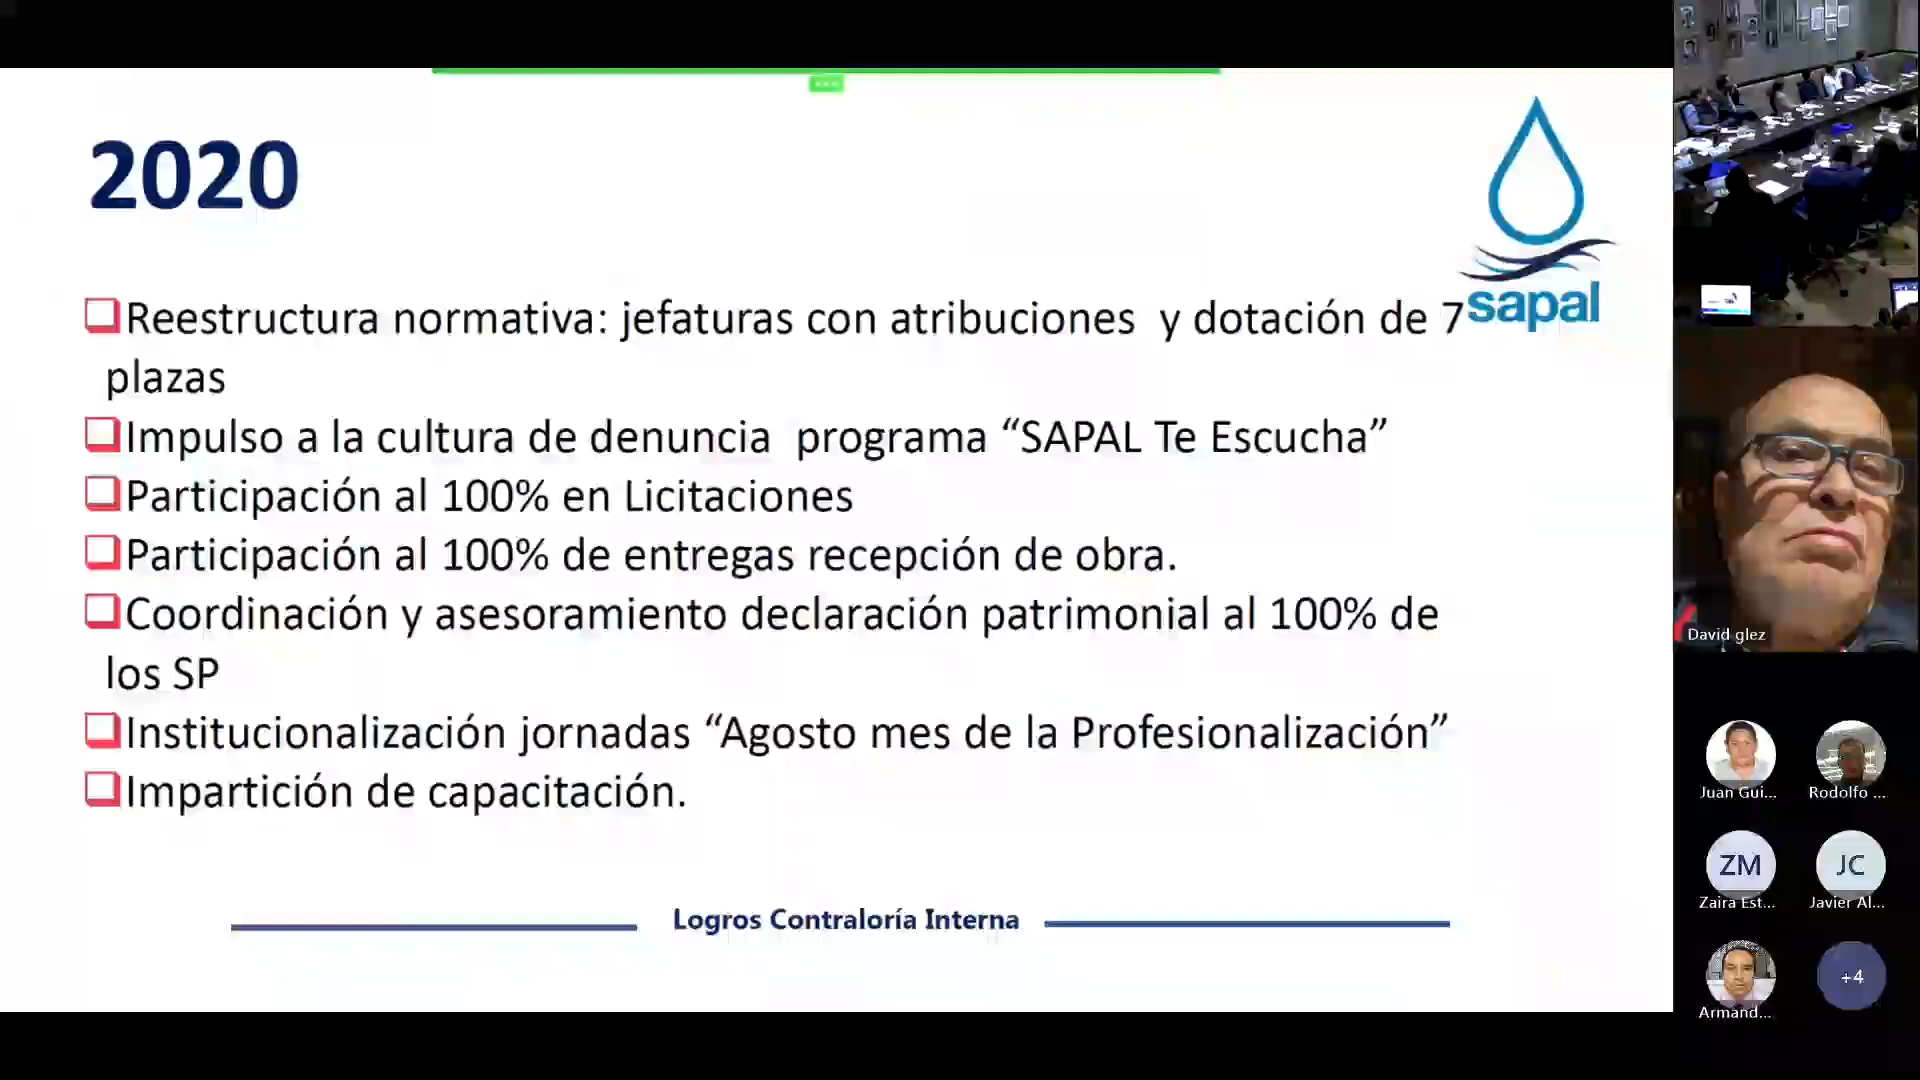 2020
sapal
❑Reestructura normativa: jefaturas con atribuciones y dotación de 7
plazas
❑Impulso a la cultura de denuncia programa “SAPAL Te Escucha”
❑Participación al 100% en Licitaciones
❑Participación al 100% de entregas recepción de obra.
❑Coordinación y asesoramiento declaración patrimonial al 100% de
los SP
❑Institucionalización jornadas “Agosto mes de la Profesionalización”
❑Impartición de capacitación.
Logros Contraloría Interna
David glez
Juan Gui...
Rodolfo ...
ZM
JC
Zaira Est...
Javier Al...
Armand...
+4